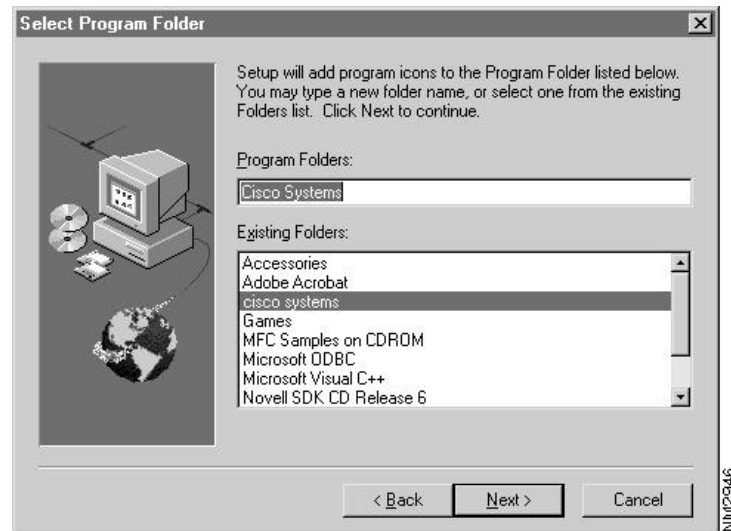 Select Program Folder
Setup will add program icons to the Program Folder listed below.
You may type a new folder name, or select one from the existing
Folders list. Click Next to continue.
Program Folders:
Cisco Systems
Existing Folders:
Accessories
Adobe Acrobat
cisco systems
Games
MFC Samples on CDROM
Microsoft ODBC
Microsoft Visual C++
Novell SDK CD Release 6
< Back
Next >
Cancel